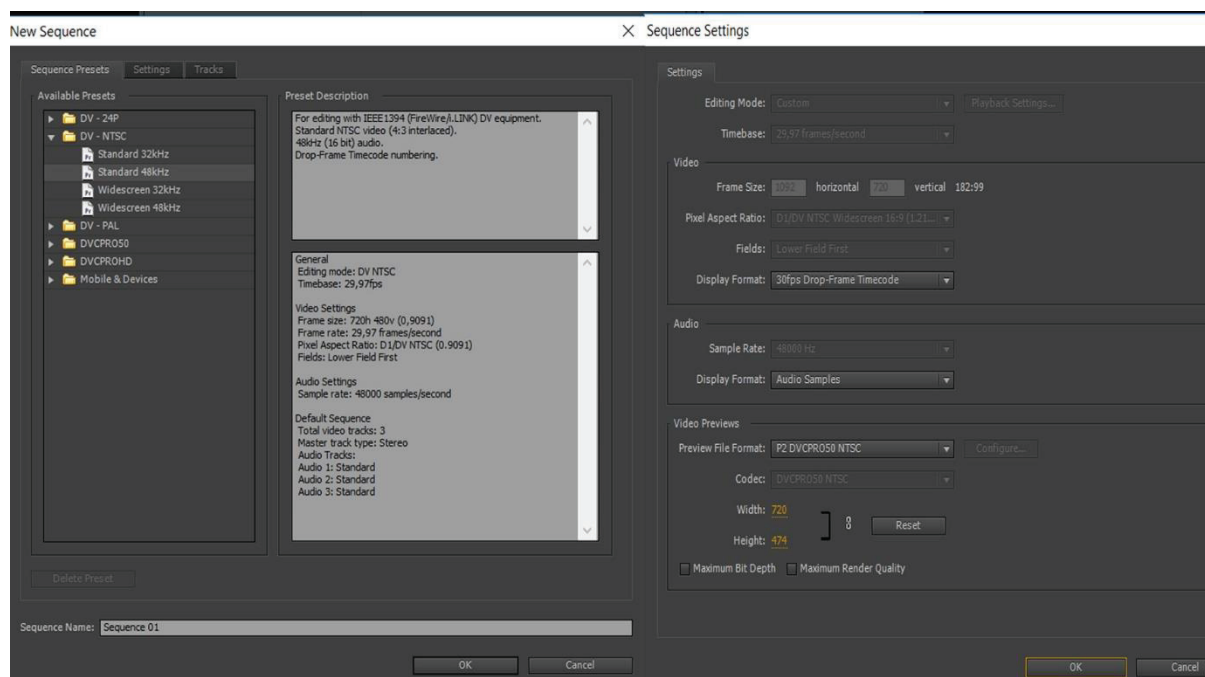 New Sequence
Sequence Presets
Settings
Tracks
Available Presets
DV - 24P
DV - NTSC
Standard 32kHz
Standard 48kHz
Widescreen 32kHz
Widescreen 48kHz
DV - PAL
DVCPRO50
DVCPROHD
Mobile & Devices
Preset Description
For editing with IEEE1394 (FireWire/i.LINK) DV equipment.
Standard NTSC video (4:3 interlaced).
48kHz (16 bit) audio.
Drop-Frame Timecode numbering.
General
Editing mode: DV NTSC
Timebase: 29,97fps
Video Settings
Frame size: 720h 480v (0,9091)
Frame rate: 29,97 frames/second
Pixel Aspect Ratio: D1/DV NTSC (0.9091)
Fields: Lower Field First
Audio Settings
Sample rate: 48000 samples/second
Default Sequence
Total video tracks: 3
Master track type: Stereo
Audio Tracks:
Audio 1: Standard
Audio 2: Standard
Audio 3: Standard
Delete Preset
Sequence Name: Sequence 01
OK Cancel
Sequence Settings
Settings
Editing Mode: Custom Playback Settings...
Timebase: 29,97 frames/second
Video
Frame Size: 1092 horizontal 720 vertical 182:99
Pixel Aspect Ratio: D1/DV NTSC Widescreen 16:9 (1.21...
Fields: Lower Field First
Display Format: 30fps Drop-Frame Timecode
Audio
Sample Rate: 48000 Hz
Display Format: Audio Samples
Video Previews
Preview File Format: P2 DVCPRO50 NTSC Configure...
Codec: DVCPRO50 NTSC
Width: 720
Height: 474
Reset
Maximum Bit Depth Maximum Render Quality
OK Cancel